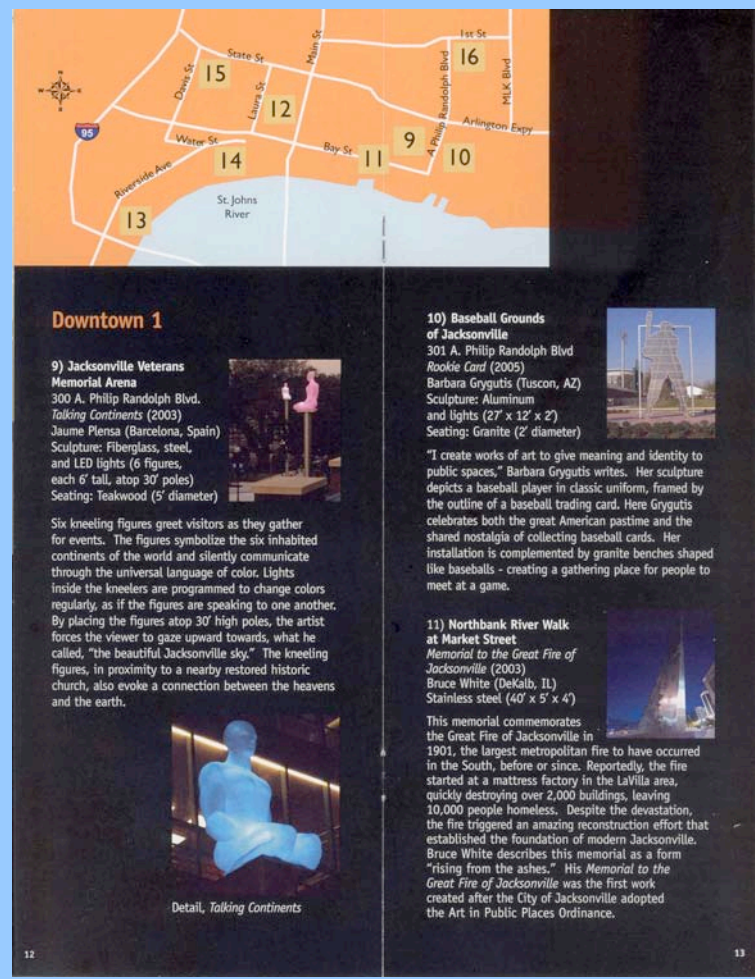 1st St
Main St
State St
16
MLK Blvd
A Philip Randolph Blvd
Davis St
15
Laura St
12
95
Arlington Expy
Water St
9
Bay St
11
10
14
Riverside Ave
St. Johns
River
13
N
W
E
S
Downtown 1
9) Jacksonville Veterans
Memorial Arena
300 A. Philip Randolph Blvd.
Talking Continents (2003)
Jaume Plensa (Barcelona, Spain)
Sculpture: Fiberglass, steel,
and LED lights (6 figures,
each 6' tall, atop 30' poles)
Seating: Teakwood (5' diameter)
Six kneeling figures greet visitors as they gather
for events. The figures symbolize the six inhabited
continents of the world and silently communicate
through the universal language of color. Lights
inside the kneelers are programmed to change colors
regularly, as if the figures are speaking to one another.
By placing the figures atop 30' high poles, the artist
forces the viewer to gaze upward towards, what he
called, "the beautiful Jacksonville sky." The kneeling
figures, in proximity to a nearby restored historic
church, also evoke a connection between the heavens
and the earth.
Detail, Talking Continents
12
10) Baseball Grounds
of Jacksonville
301 A. Philip Randolph Blvd
Rookie Card (2005)
Barbara Grygutis (Tuscon, AZ)
Sculpture: Aluminum
and lights (27' x 12' x 2')
Seating: Granite (2' diameter)
"I create works of art to give meaning and identity to
public spaces," Barbara Grygutis writes. Her sculpture
depicts a baseball player in classic uniform, framed by
the outline of a baseball trading card. Here Grygutis
celebrates both the great American pastime and the
shared nostalgia of collecting baseball cards. Her
installation is complemented by granite benches shaped
like baseballs - creating a gathering place for people to
meet at a game.
11) Northbank River Walk
at Market Street
Memorial to the Great Fire of
Jacksonville (2003)
Bruce White (DeKalb, IL)
Stainless steel (40' x 5' x 4')
This memorial commemorates
the Great Fire of Jacksonville in
1901, the largest metropolitan fire to have occurred
in the South, before or since. Reportedly, the fire
started at a mattress factory in the LaVilla area,
quickly destroying over 2,000 buildings, leaving
10,000 people homeless. Despite the devastation,
the fire triggered an amazing reconstruction effort that
established the foundation of modern Jacksonville.
Bruce White describes this memorial as a form
"rising from the ashes." His Memorial to the
Great Fire of Jacksonville was the first work
created after the City of Jacksonville adopted
the Art in Public Places Ordinance.
13